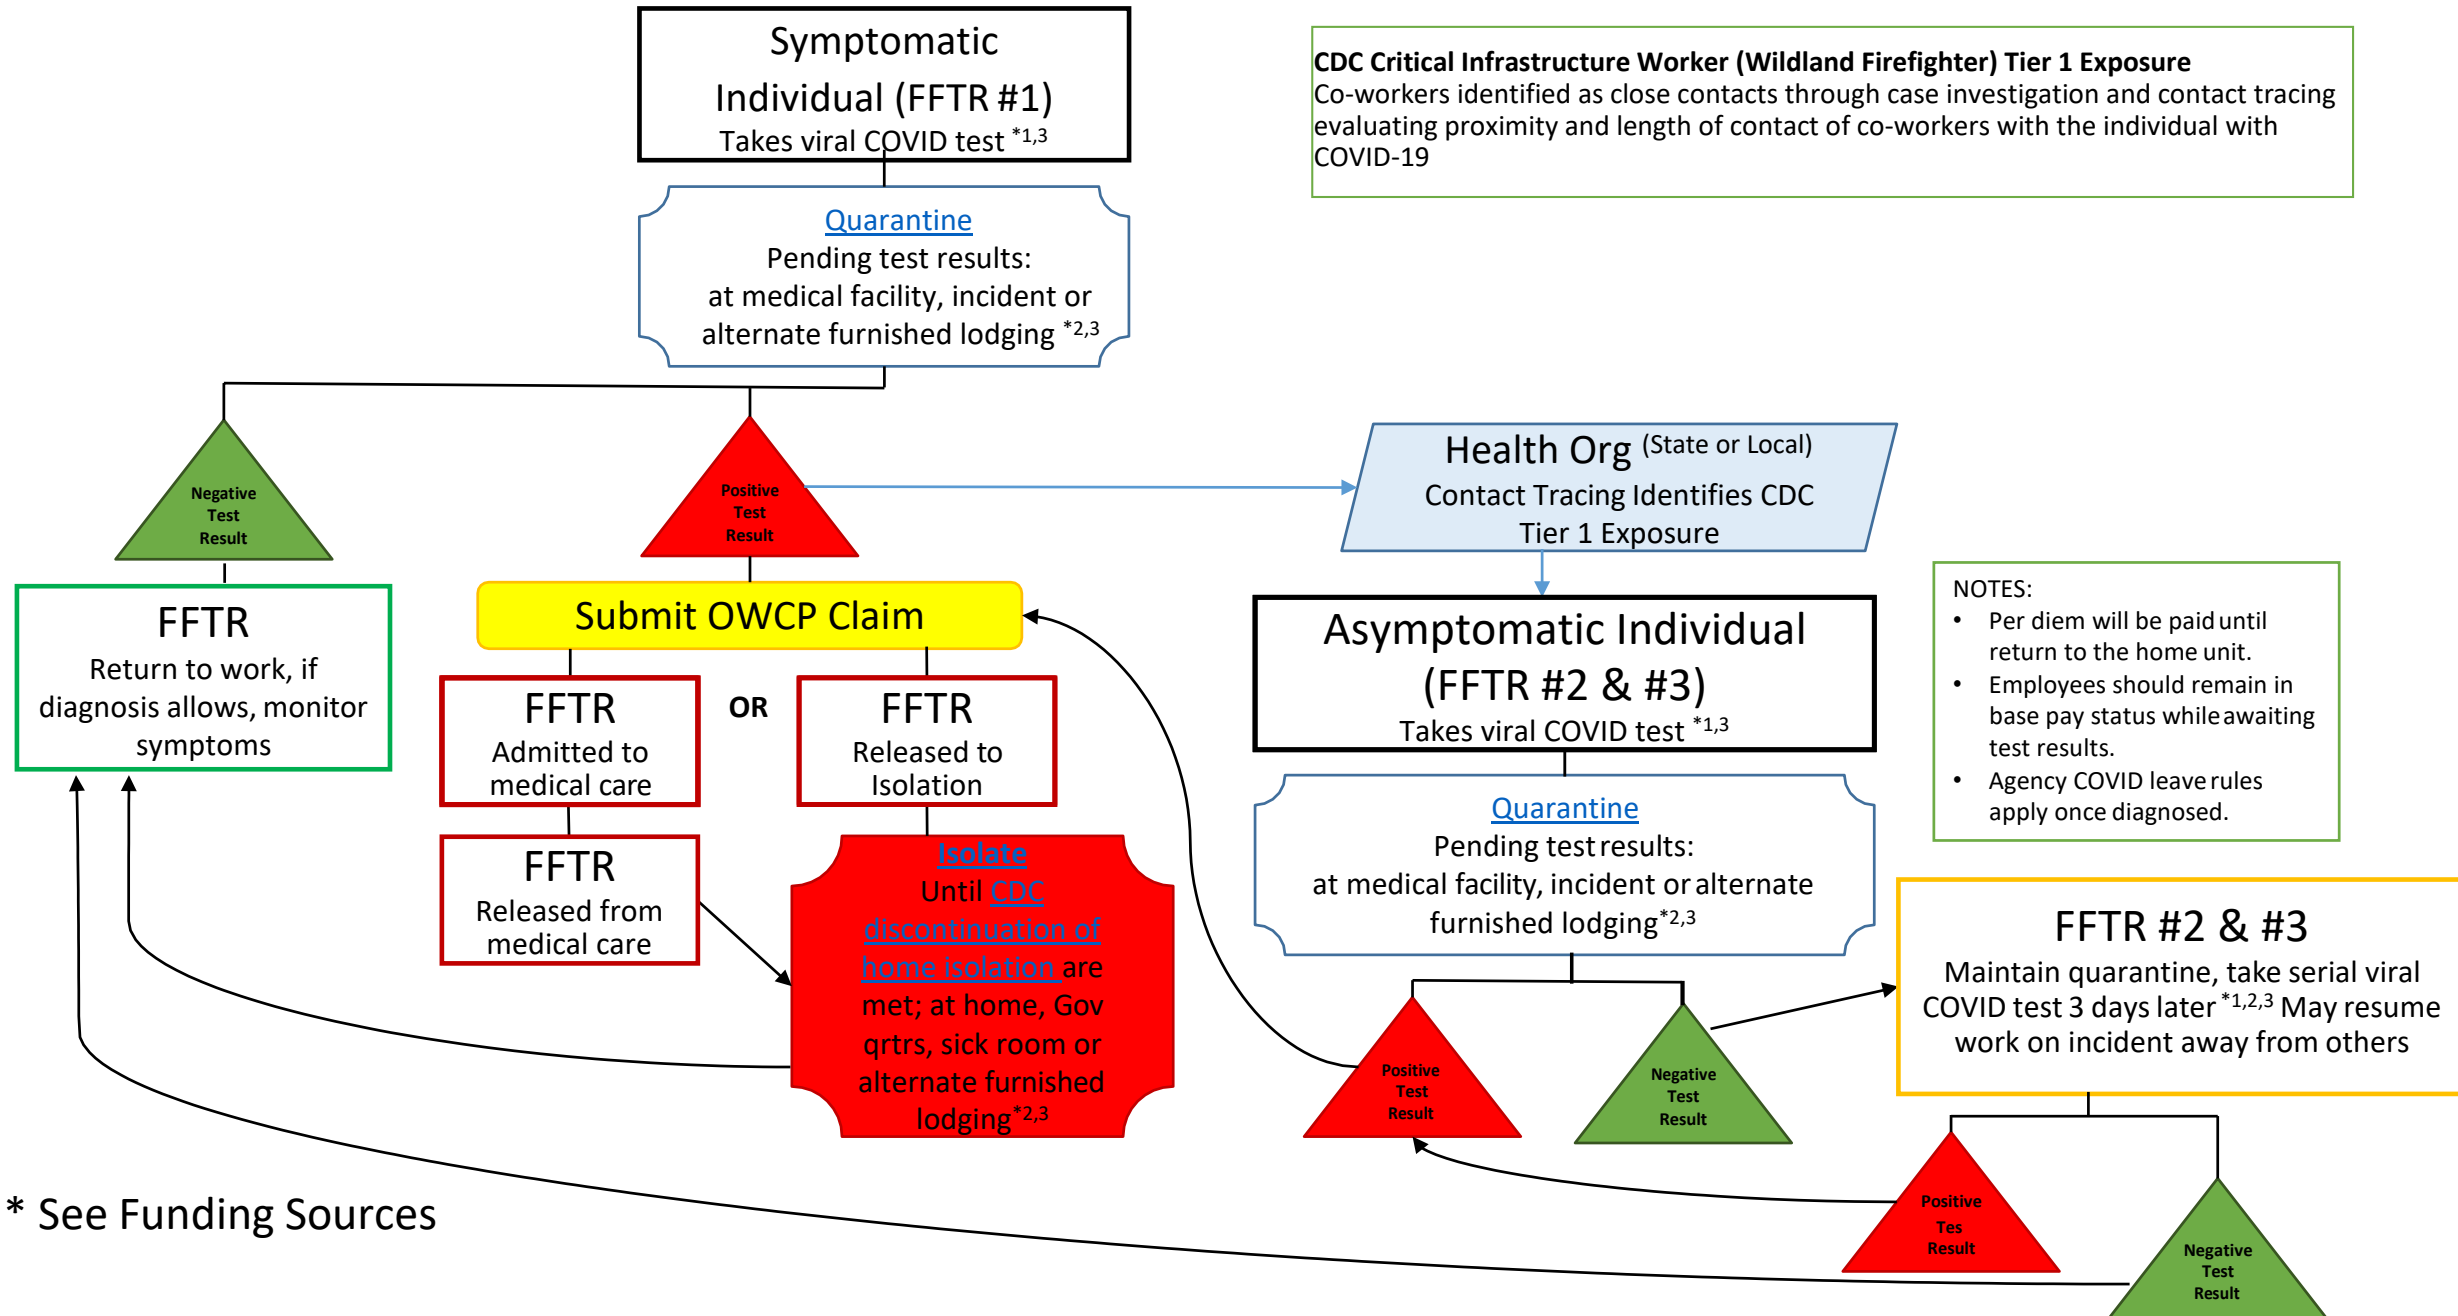 Symptomatic
Individual (FFTR #1)
Takes viral COVID test *1,3
CDC Critical Infrastructure Worker (Wildland Firefighter) Tier 1 Exposure
Co-workers identified as close contacts through case investigation and contact tracing
evaluating proximity and length of contact of co-workers with the individual with
COVID-19
Quarantine
Pending test results:
at medical facility, incident or
alternate furnished lodging *2,3
Negative
Test
Result
Positive
Test
Result
Health Org (State or Local)
Contact Tracing Identifies CDC
Tier 1 Exposure
FFTR
Return to work, if
diagnosis allows, monitor
symptoms
Submit OWCP Claim
FFTR
Admitted to
medical care
OR
FFTR
Released to
Isolation
FFTR
Released from
medical care
Isolate
Until CDC
discontinuation of
home isolation are
met; at home, Gov
qrtrs, sick room or
alternate furnished
lodging*2,3
Asymptomatic Individual
(FFTR #2 & #3)
Takes viral COVID test *1,3
Quarantine
Pending test results:
at medical facility, incident or alternate
furnished lodging*2,3
NOTES:
• Per diem will be paid until
return to the home unit.
• Employees should remain in
base pay status while awaiting
test results.
• Agency COVID leave rules
apply once diagnosed.
FFTR #2 & #3
Maintain quarantine, take serial viral
COVID test 3 days later *1,2,3 May resume
work on incident away from others
Positive
Test
Result
Negative
Test
Result
Positive
Tes
Result
Negative
Test
Result
* See Funding Sources